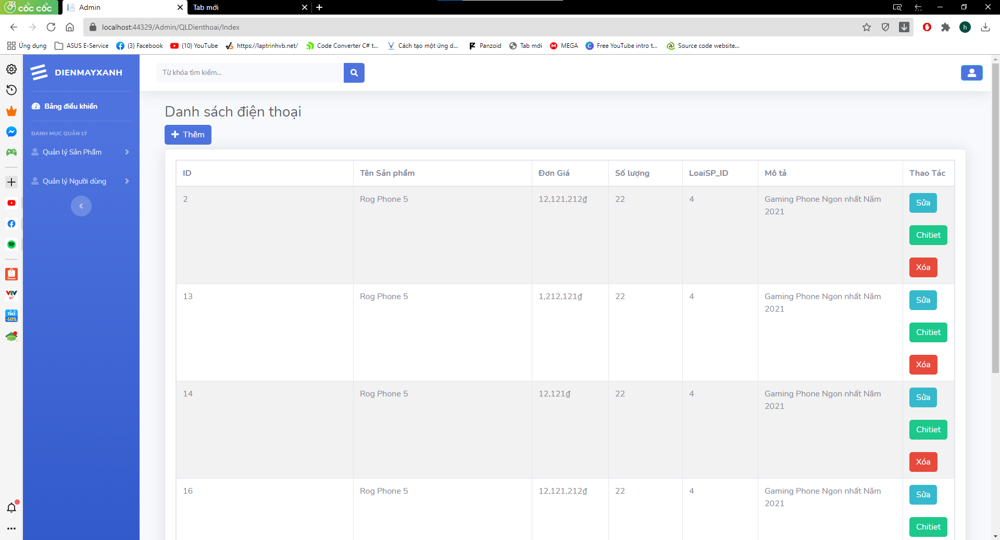 cốc cốc
Admin
Tab mới
localhost:44329/Admin/QLDienthoai/Index
h
Ứng dụng
ASUS E-Service
(3) Facebook
(10) YouTube
https://laptrinhvb.net/
Code Converter C# t...
Cách tạo một ứng d...
Panzoid
Tab mới
MEGA
Free YouTube intro t...
Source code website...
DIENMAYXANH
Từ khóa tìm kiếm...
Bảng điều khiển
DANH MỤC QUẢN LÝ
Quản lý Sản Phẩm
Quản lý Người dùng
Shopee
VTV
go
TIKI
-50%
Danh sách điện thoại
Thêm
ID Tên Sản phẩm Đơn Giá Số lượng LoaiSP_ID Mô tả Thao Tác
2 Rog Phone 5 12,121,212₫ 22 4 Gaming Phone Ngon nhất Năm
2021
Sửa
Chitiet
Xóa
13 Rog Phone 5 1,212,121₫ 22 4 Gaming Phone Ngon nhất Năm
2021
Sửa
Chitiet
Xóa
14 Rog Phone 5 12,121₫ 22 4 Gaming Phone Ngon nhất Năm
2021
Sửa
Chitiet
Xóa
16 Rog Phone 5 12,121,212₫ 22 4 Gaming Phone Ngon nhất Năm
2021
Sửa
Chitiet